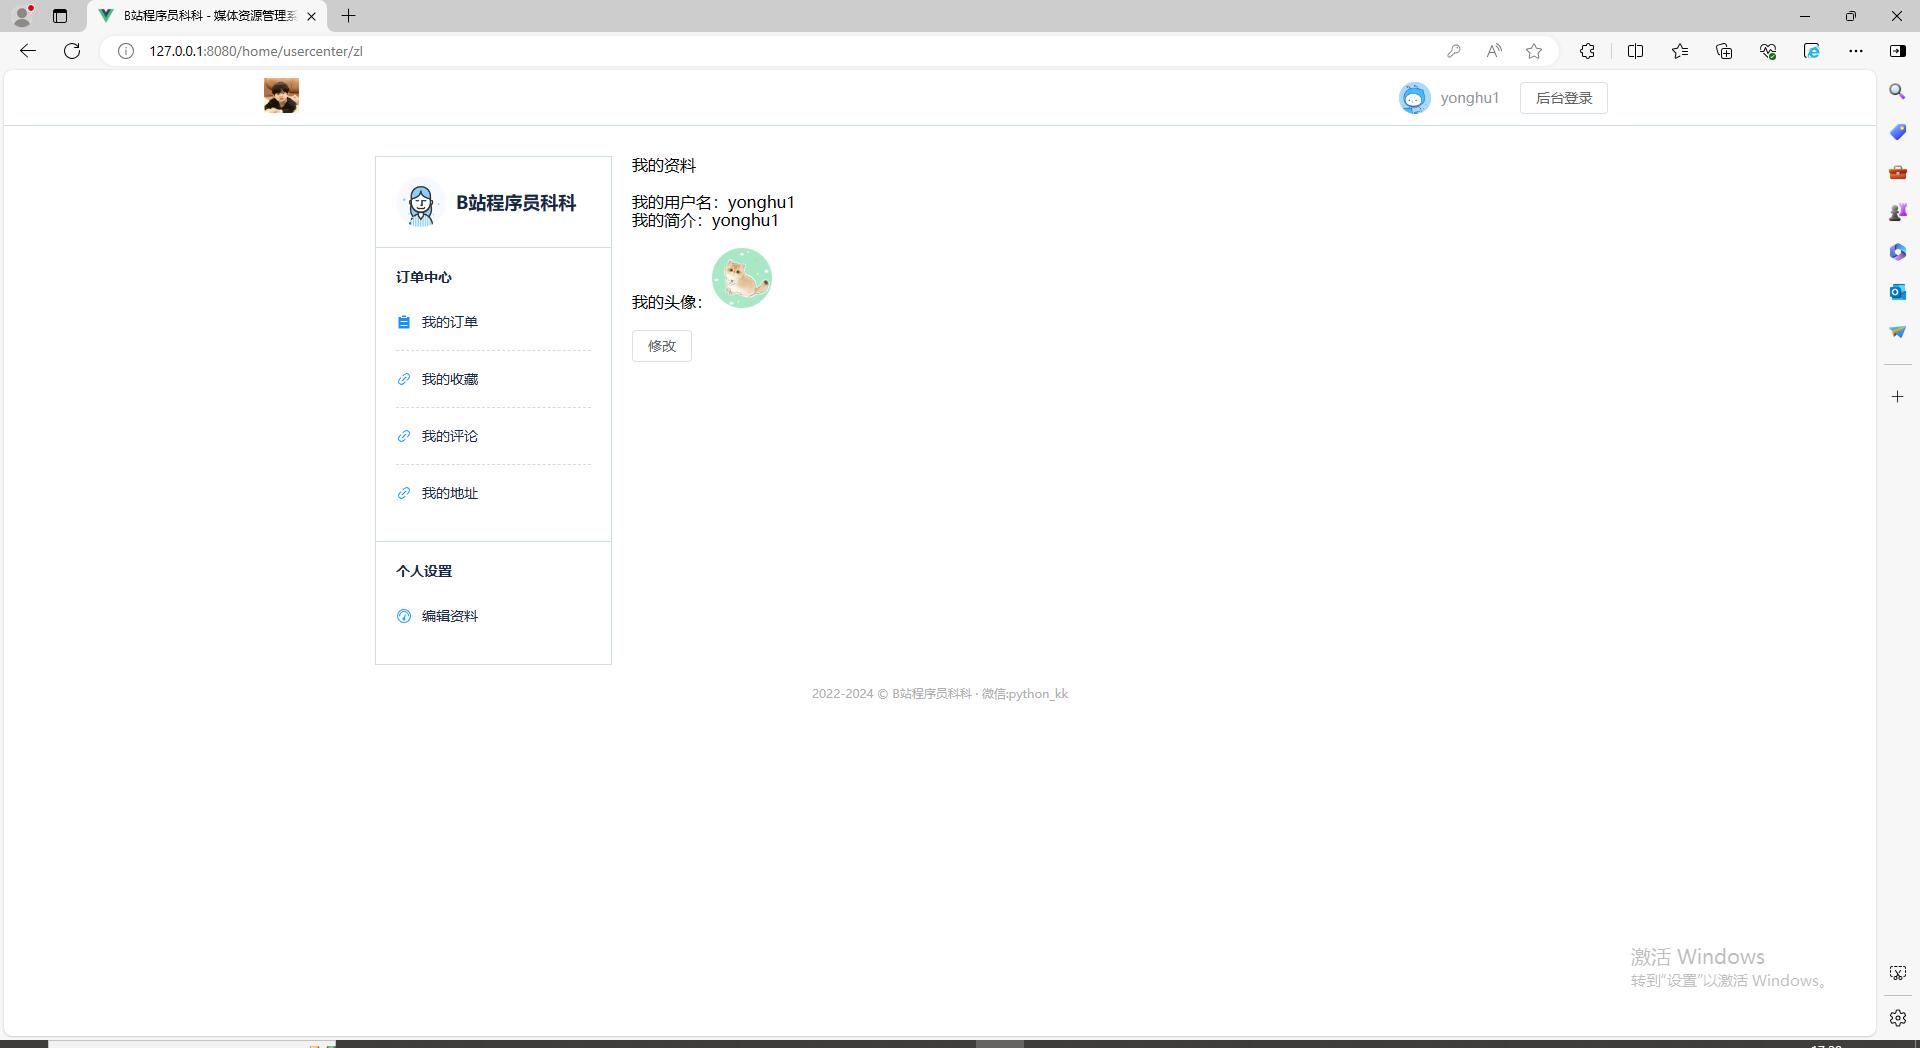 B站程序员科科 - 媒体资源管理系
127.0.0.1:8080/home/usercenter/zl
yonghu1
后台登录
B站程序员科科
订单中心
我的订单
我的收藏
我的评论
我的地址
个人设置
编辑资料
我的资料
我的用户名：yonghu1
我的简介：yonghu1
我的头像：
修改
2022-2024 © B站程序员科科 · 微信:python_kk
激活 Windows
转到“设置”以激活 Windows。